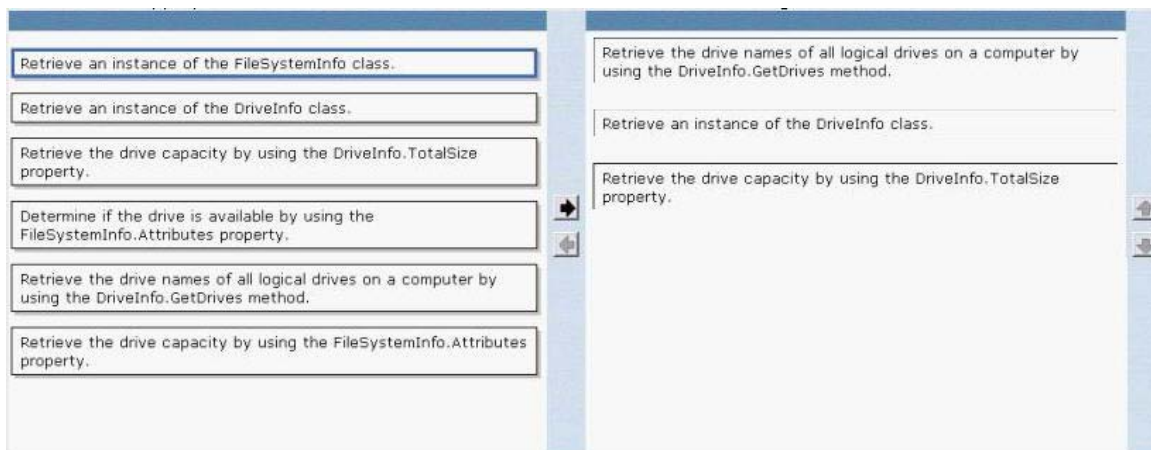 Retrieve an instance of the FileSystemInfo class.
Retrieve an instance of the DriveInfo class.
Retrieve the drive capacity by using the DriveInfo.TotalSize
property.
Determine if the drive is available by using the
FileSystemInfo.Attributes property.
Retrieve the drive names of all logical drives on a computer by
using the DriveInfo.GetDrives method.
Retrieve the drive capacity by using the FileSystemInfo.Attributes
property.
Retrieve the drive names of all logical drives on a computer by
using the DriveInfo.GetDrives method.
Retrieve an instance of the DriveInfo class.
Retrieve the drive capacity by using the DriveInfo.TotalSize
property.